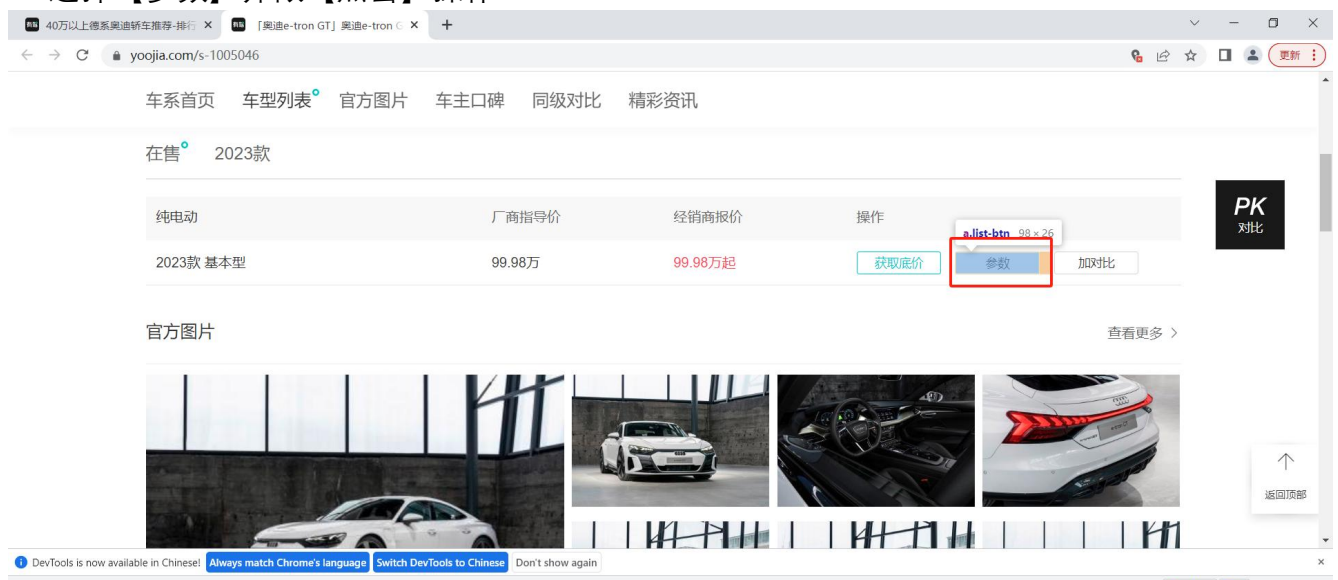 40万以上德系奥迪轿车推荐-排行
「奥迪e-tron GT」奥迪e-tron G
yoojia.com/s-1005046
更新
车系首页 车型列表 官方图片 车主口碑 同级对比 精彩资讯
在售 2023款
PK
对比
纯电动 厂商指导价 经销商报价 操作
a.list-btn 98×26
2023款 基本型 99.98万 99.98万起 获取底价 参数 加对比
官方图片 查看更多
返回顶部
DevTools is now available in Chinese! Always match Chrome's language Switch DevTools to Chinese Don't show again